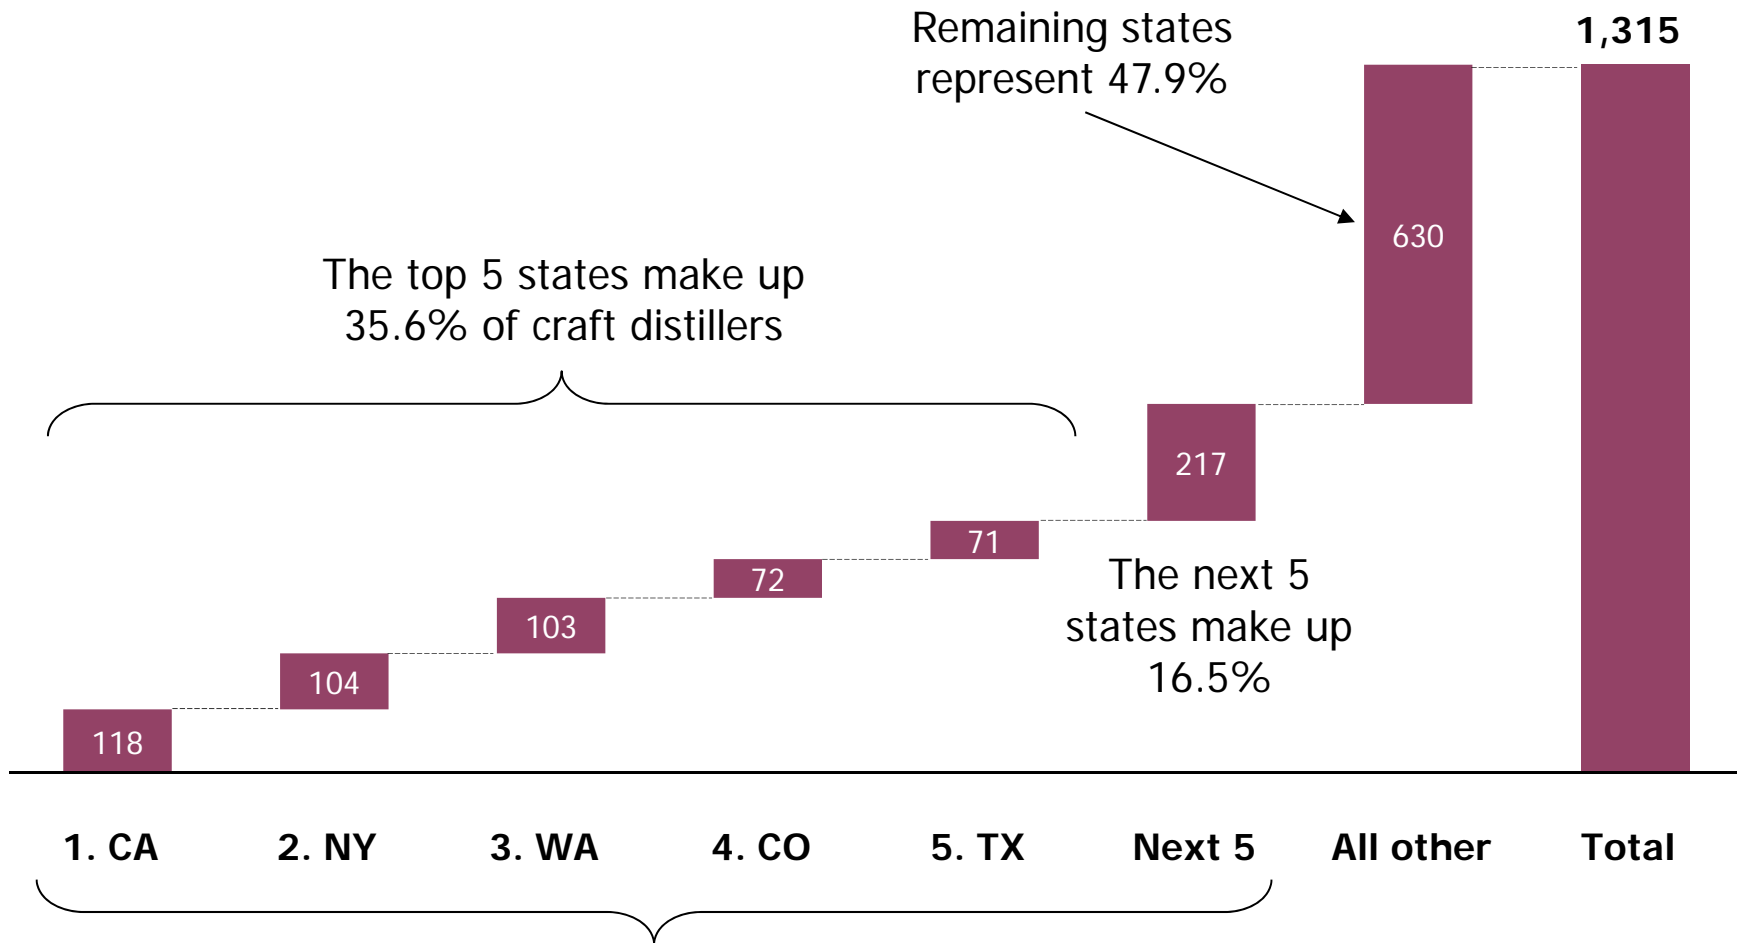 Remaining states
represent 47.9%
1,315
630
The top 5 states make up
35.6% of craft distillers
217
71
72
The next 5
states make up
16.5%
103
104
118
1. CA 2. NY 3. WA 4. CO 5. TX Next 5 All other Total